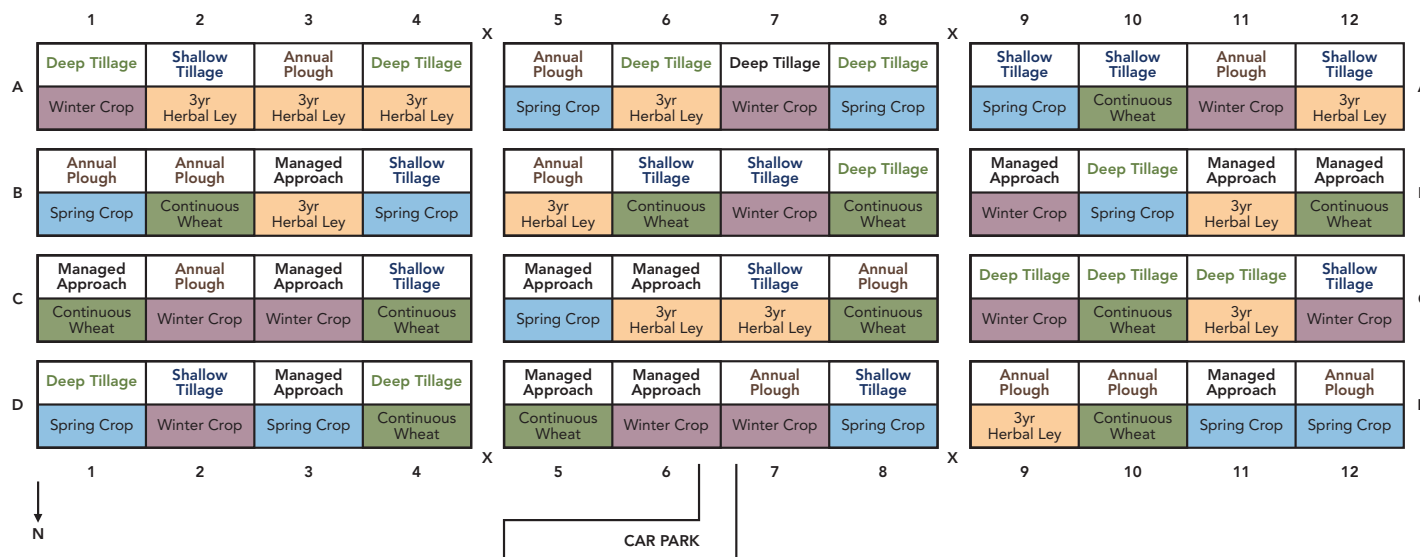 1 2 3 4 5 6 7 8 9 10 11 12
X X
Deep Tillage Shallow Tillage Annual Plough Deep Tillage Annual Plough Deep Tillage Deep Tillage Deep Tillage Shallow Tillage Shallow Tillage Annual Plough Shallow Tillage
A
Winter Crop 3yr Herbal Ley 3yr Herbal Ley 3yr Herbal Ley Spring Crop 3yr Herbal Ley Winter Crop Spring Crop Spring Crop Continuous Wheat Winter Crop 3yr Herbal Ley
Annual Plough Annual Plough Managed Approach Shallow Tillage Annual Plough Shallow Tillage Shallow Tillage Deep Tillage Managed Approach Deep Tillage Managed Approach Managed Approach
B
Spring Crop Continuous Wheat 3yr Herbal Ley Spring Crop 3yr Herbal Ley Continuous Wheat Winter Crop Continuous Wheat Winter Crop Spring Crop 3yr Herbal Ley Continuous Wheat
Managed Approach Annual Plough Managed Approach Shallow Tillage Managed Approach Managed Approach Shallow Tillage Annual Plough Deep Tillage Deep Tillage Deep Tillage Shallow Tillage
C
Continuous Wheat Winter Crop Winter Crop Continuous Wheat Spring Crop 3yr Herbal Ley 3yr Herbal Ley Continuous Wheat Winter Crop Continuous Wheat 3yr Herbal Ley Winter Crop
Deep Tillage Shallow Tillage Managed Approach Deep Tillage Managed Approach Managed Approach Annual Plough Shallow Tillage Annual Plough Annual Plough Managed Approach Annual Plough
D
Spring Crop Winter Crop Spring Crop Continuous Wheat Continuous Wheat Winter Crop Winter Crop Spring Crop 3yr Herbal Ley Continuous Wheat Spring Crop Spring Crop
X X
1 2 3 4 5 6 7 8 9 10 11 12
N
CAR PARK